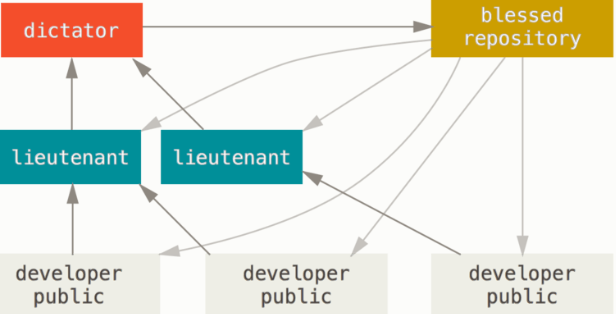 dictator
blessed
repository
lieutenant
lieutenant
developer
public
developer
public
developer
public